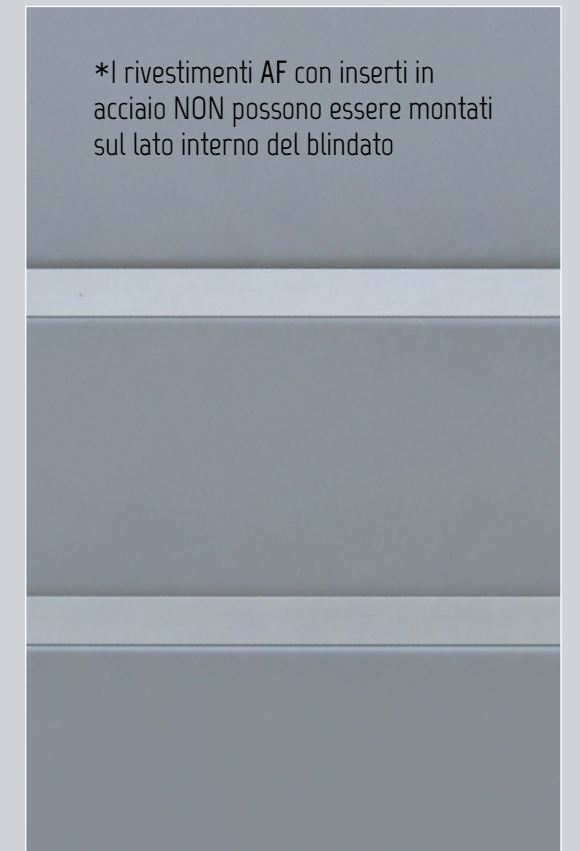 *I rivestimenti AF con inserti in
acciaio NON possono essere montati
sul lato interno del blindato